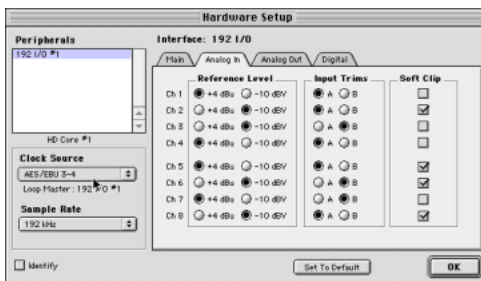 Hardware Setup
Peripherals
192 I/O #1
HD Core #1
Clock Source
AES/EBU 3-4
Loop Master : 192 I/O #1
Sample Rate
192 kHz
Identify
Interface: 192 I/O
Main Analog In Analog Out Digital
Reference Level Input Trims Soft Clip
Ch 1 +4 dBu -10 dBV A B
Ch 2 +4 dBu -10 dBV A B
Ch 3 +4 dBu -10 dBV A B
Ch 4 +4 dBu -10 dBV A B
Ch 5 +4 dBu -10 dBV A B
Ch 6 +4 dBu -10 dBV A B
Ch 7 +4 dBu -10 dBV A B
Ch 8 +4 dBu -10 dBV A B
Set To Default
OK